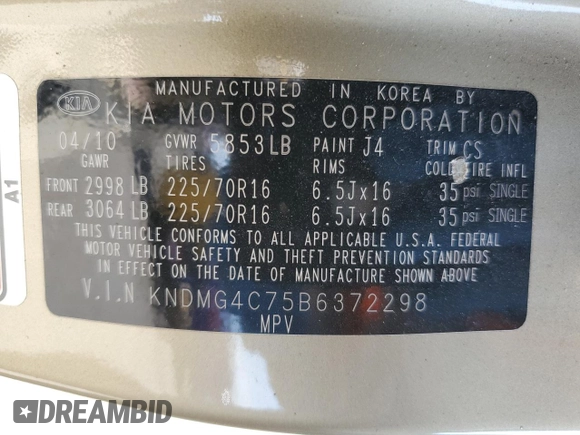 MANUFACTURED IN KOREA BY
KIA KIA MOTORS CORPORATION
04/10 GVWR 5853LB PAINT J4 TRIM CS
GAWR TIRES RIMS COLD TIRE INFL
FRONT 2998 LB 225/70R16 6.5Jx16 35 psi SINGLE
REAR 3064 LB 225/70R16 6.5Jx16 35 psi SINGLE
THIS VEHICLE CONFORMS TO ALL APPLICABLE U.S.A. FEDERAL
MOTOR VEHICLE SAFETY AND THEFT PREVENTION STANDARDS
IN EFFECT ON THE DATE OF MANUFACTURE SHOWN ABOVE.
V.I.N KNDMG4C75B6372298
MPV
A1
DREAMBID